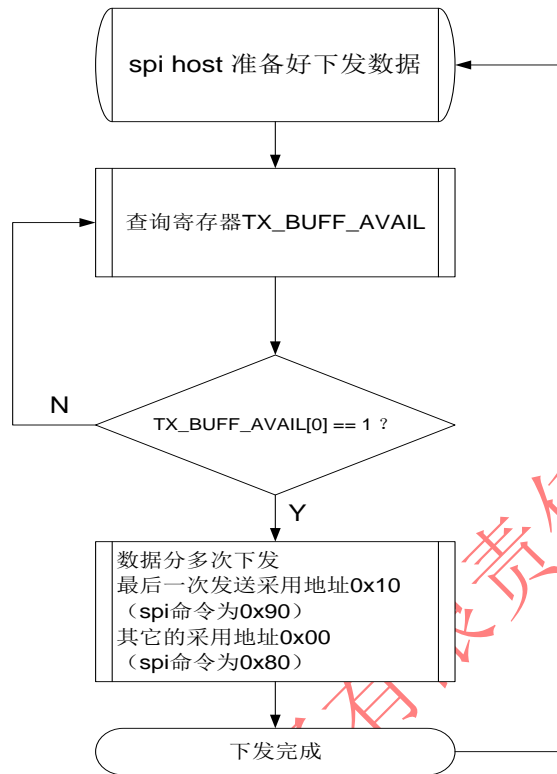 spi host 准备好下发数据
查询寄存器TX_BUFF_AVAIL
N
TX_BUFF_AVAIL[0] == 1 ?
Y
数据分多次下发
最后一次发送采用地址0x10
（spi命令为0x90）
其它的采用地址0x00
（spi命令为0x80）
下发完成
有限责任